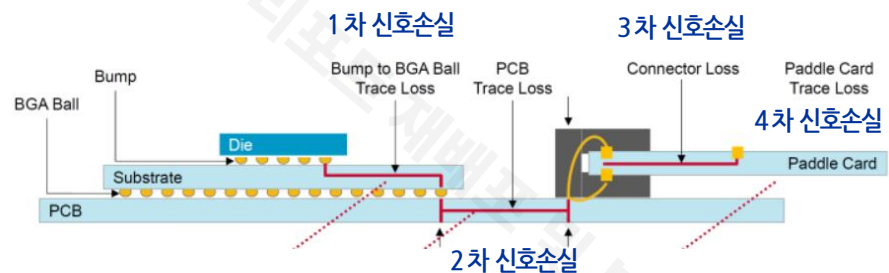 1차 신호손실
3차 신호손실
Bump
BGA Ball
Bump to BGA Ball
Trace Loss
PCB
Trace Loss
Connector Loss
Paddle Card
Trace Loss
4차 신호손실
Die
Substrate
Paddle Card
PCB
2차 신호손실